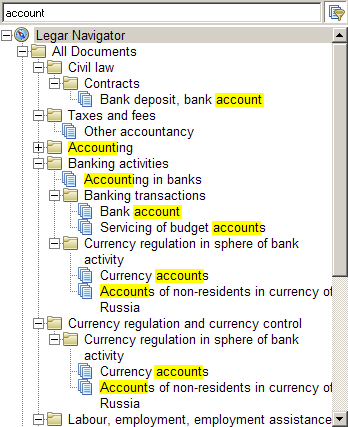 account
Legar Navigator
All Documents
Civil law
Contracts
Bank deposit, bank account
Taxes and fees
Other accountancy
Accounting
Banking activities
Accounting in banks
Banking transactions
Bank account
Servicing of budget accounts
Currency regulation in sphere of bank
activity
Currency accounts
Accounts of non-residents in currency of
Russia
Currency regulation and currency control
Currency regulation in sphere of bank
activity
Currency accounts
Accounts of non-residents in currency of
Russia
Labour, employment, employment assistance